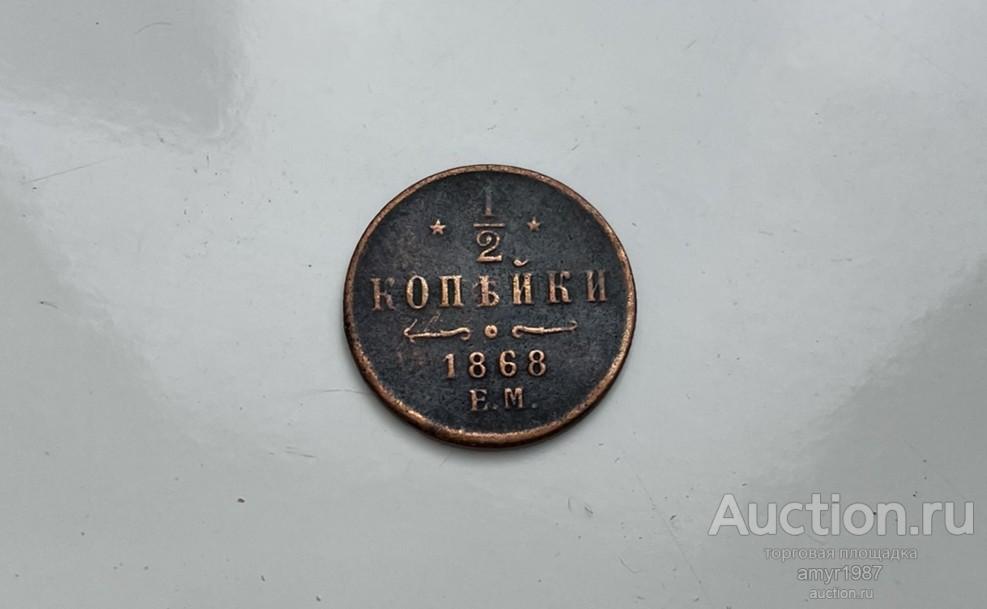 1
2
КОПѢЙКИ
1868
Е.М.
Auction.ru
торговая площадка
amyr1987
auction.ru